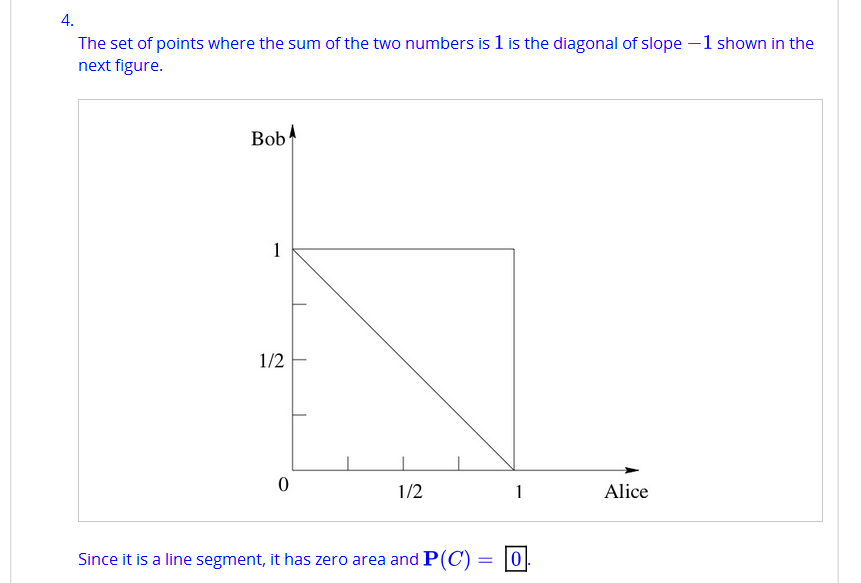 4.
The set of points where the sum of the two numbers is 1 is the diagonal of slope −1 shown in the
next figure.
Bob
1
1/2
0
1/2
1
Alice
Since it is a line segment, it has zero area and P(C) = 0.